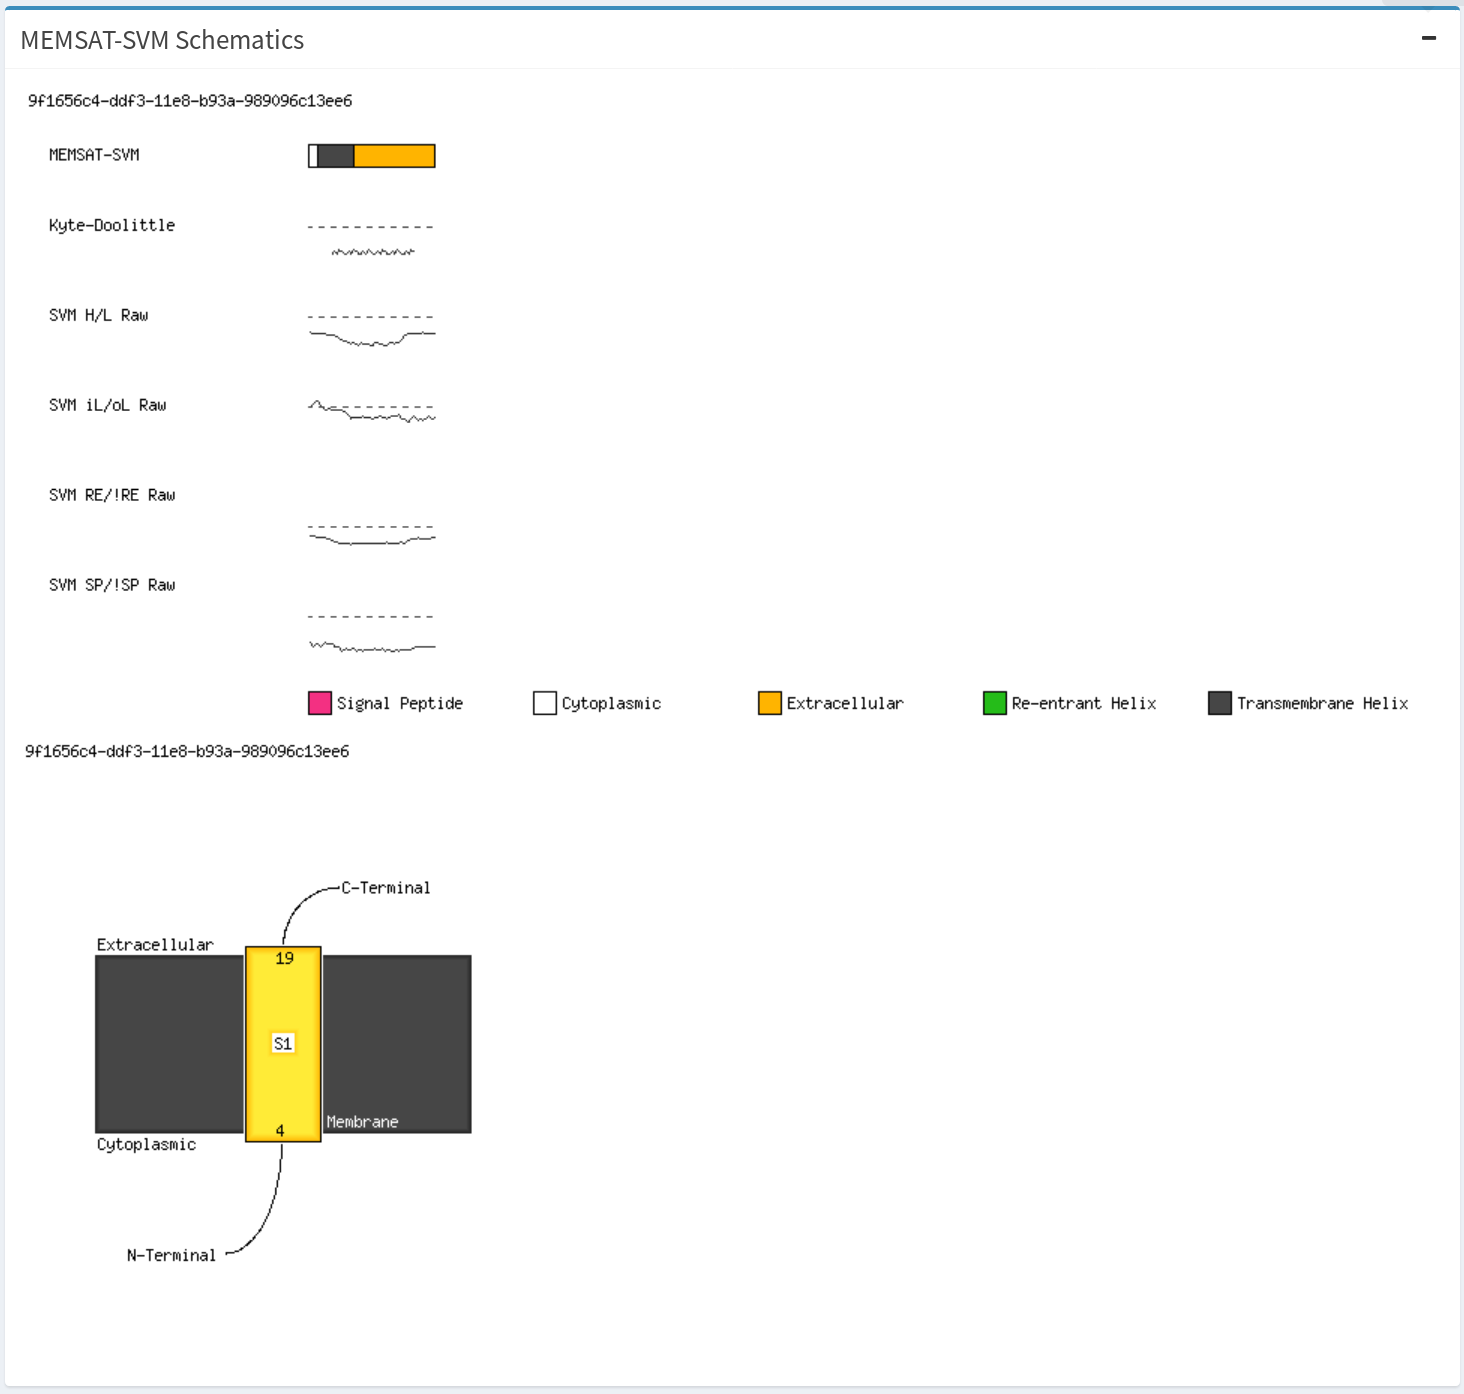 MEMSAT-SVM Schematics
9f1656c4-ddf3-11e8-b93a-989096c13ee6
MEMSAT-SVM
Kyte-Doolittle
SVM H/L Raw
SVM iL/oL Raw
SVM RE/!RE Raw
SVM SP/!SP Raw
Signal Peptide Cytoplasmic Extracellular Re-entrant Helix Transmembrane Helix
9f1656c4-ddf3-11e8-b93a-989096c13ee6
C-Terminal
Extracellular
19
S1
Membrane
4
Cytoplasmic
N-Terminal